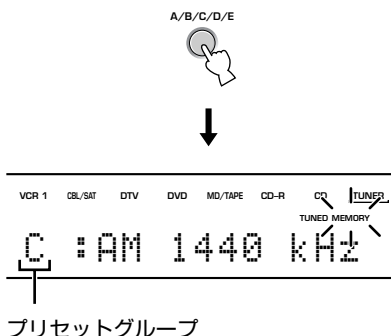 A/B/C/D/E
VCR 1 CBL/SAT DTV DVD MD/TAPE CD-R CD TUNER
TUNED MEMORY
C :AM 1440 kHz
プリセットグループ